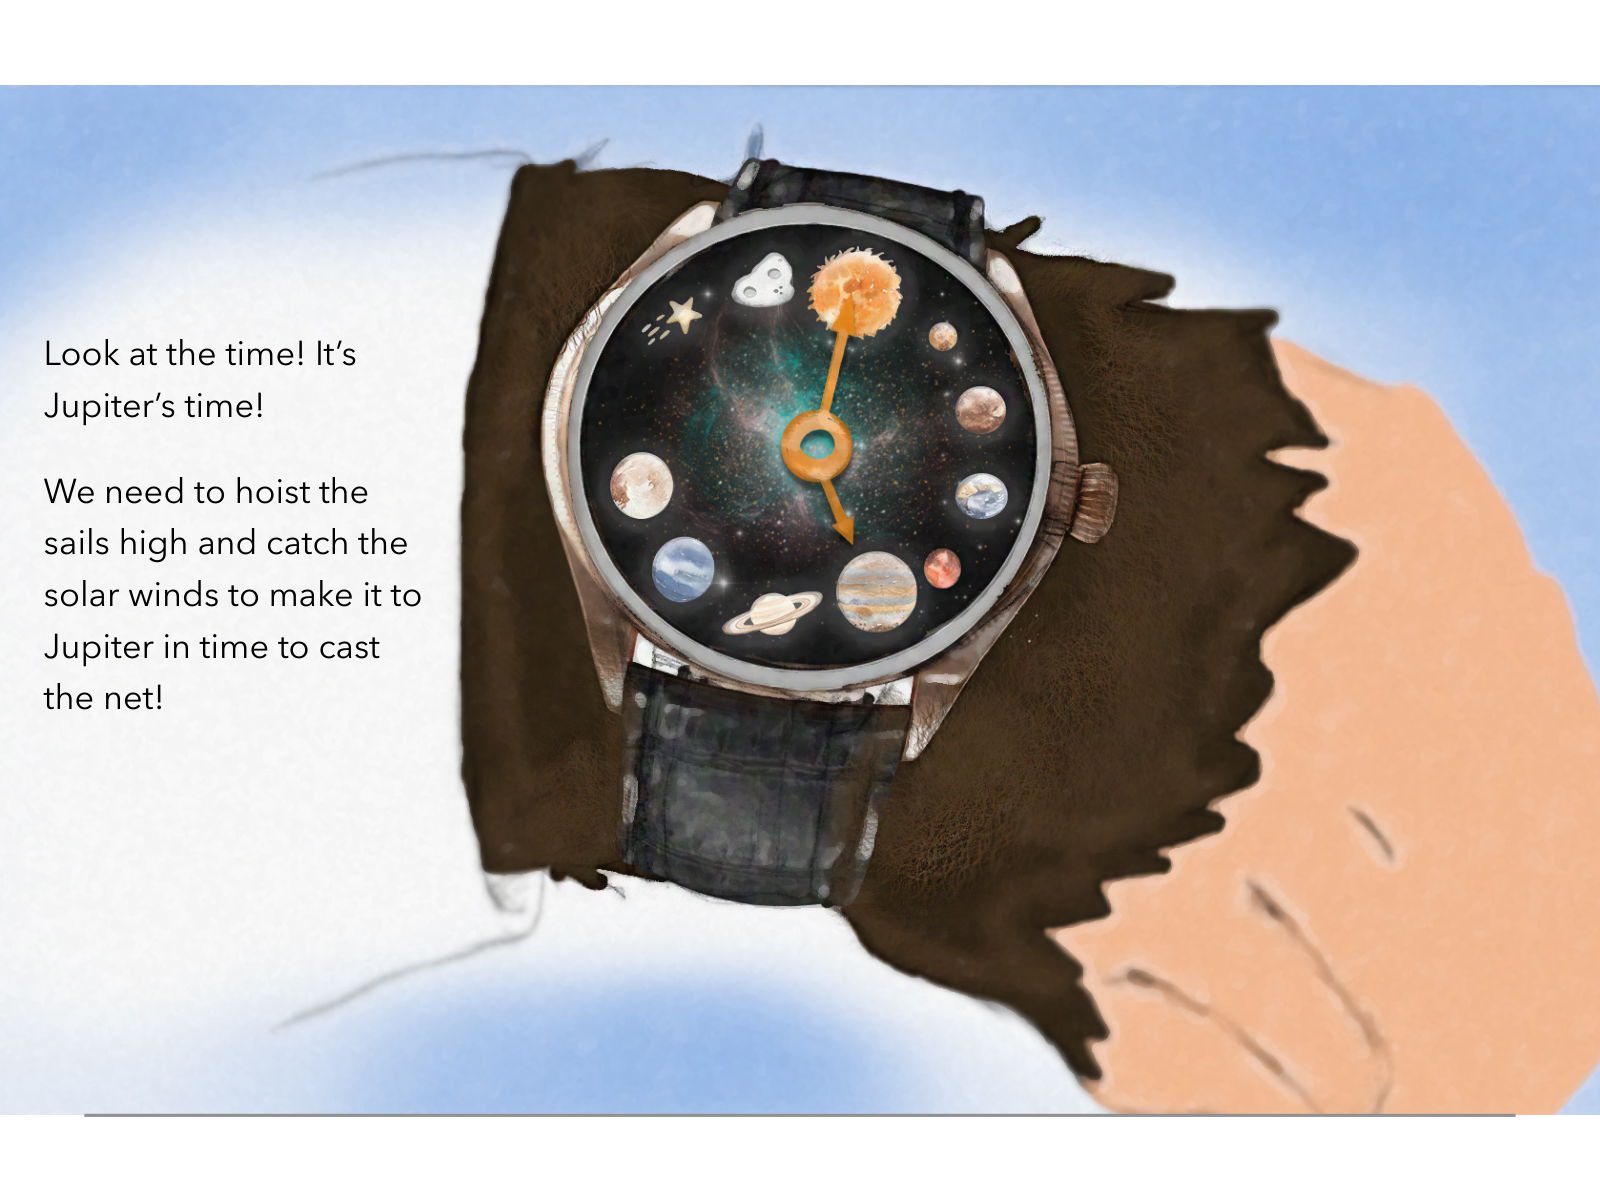 Look at the time! It’s
Jupiter’s time!
We need to hoist the
sails high and catch the
solar winds to make it to
Jupiter in time to cast
the net!